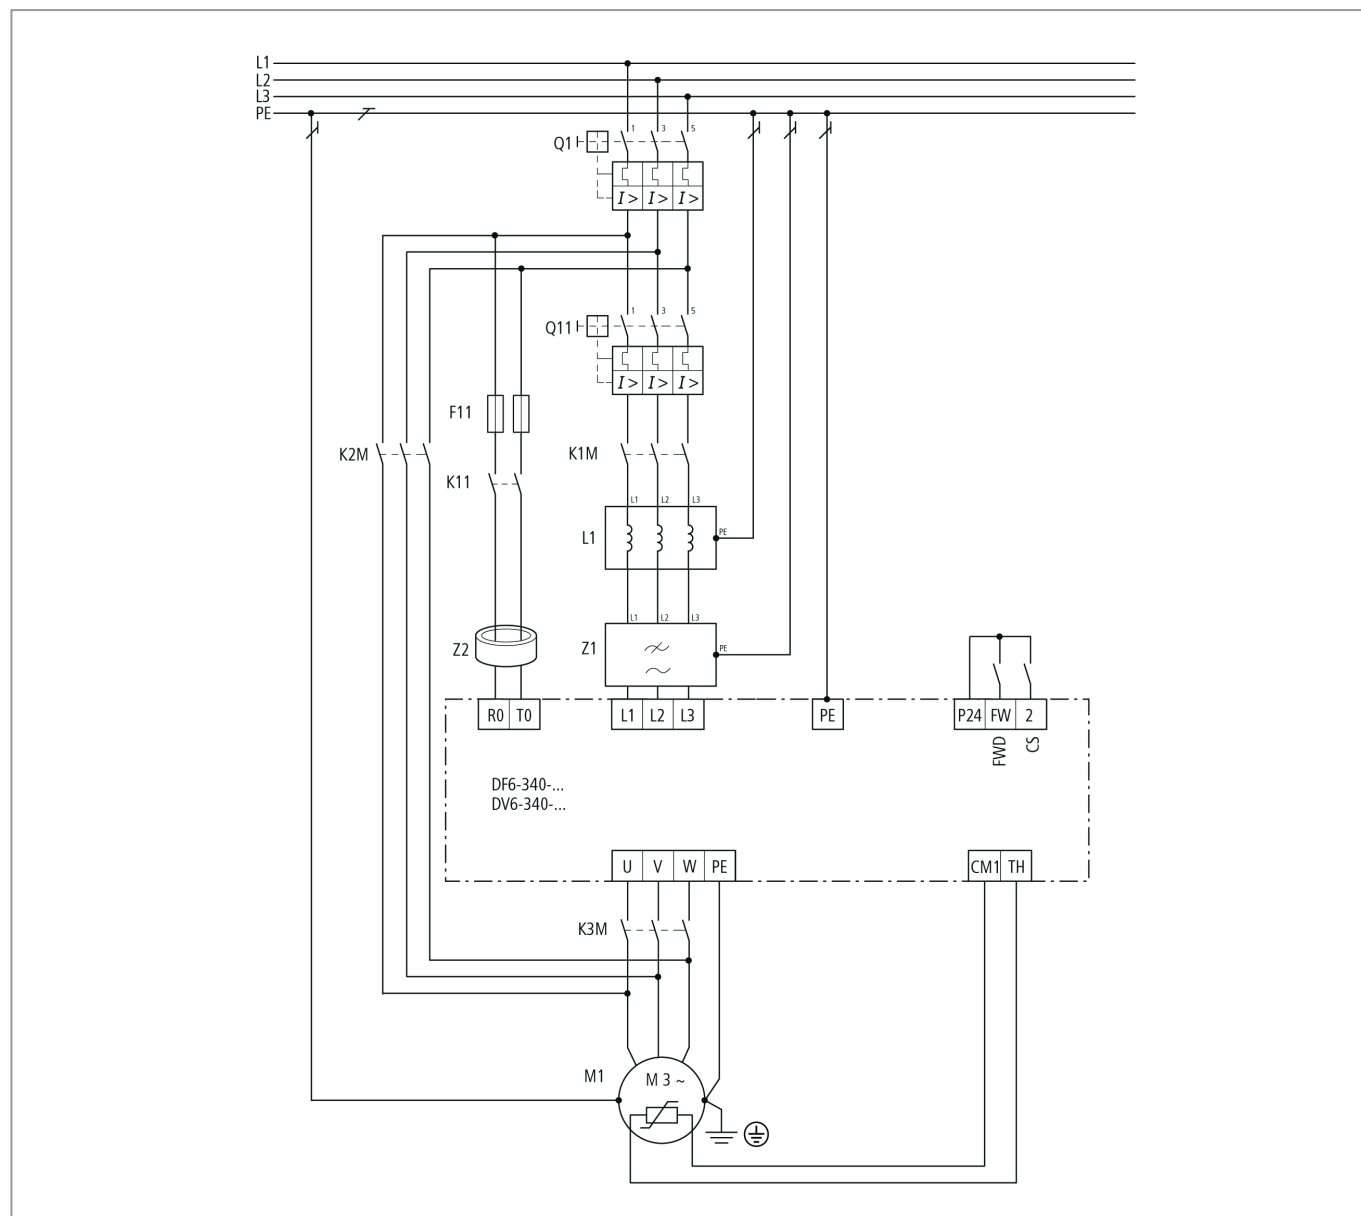 L1
L2
L3
PE
1 3 5
Q1
I > I > I >
1 3 5
Q11
I > I > I >
F11
K2M
K1M
K11
L1 L2 L3
L1
PE
L1 L2 L3
Z2
Z1
PE
R0 T0
L1 L2 L3
PE
P24 FW 2
FWD
CS
DF6-340-...
DV6-340-...
U V W PE
CM1 TH
K3M
M1
M 3 ~